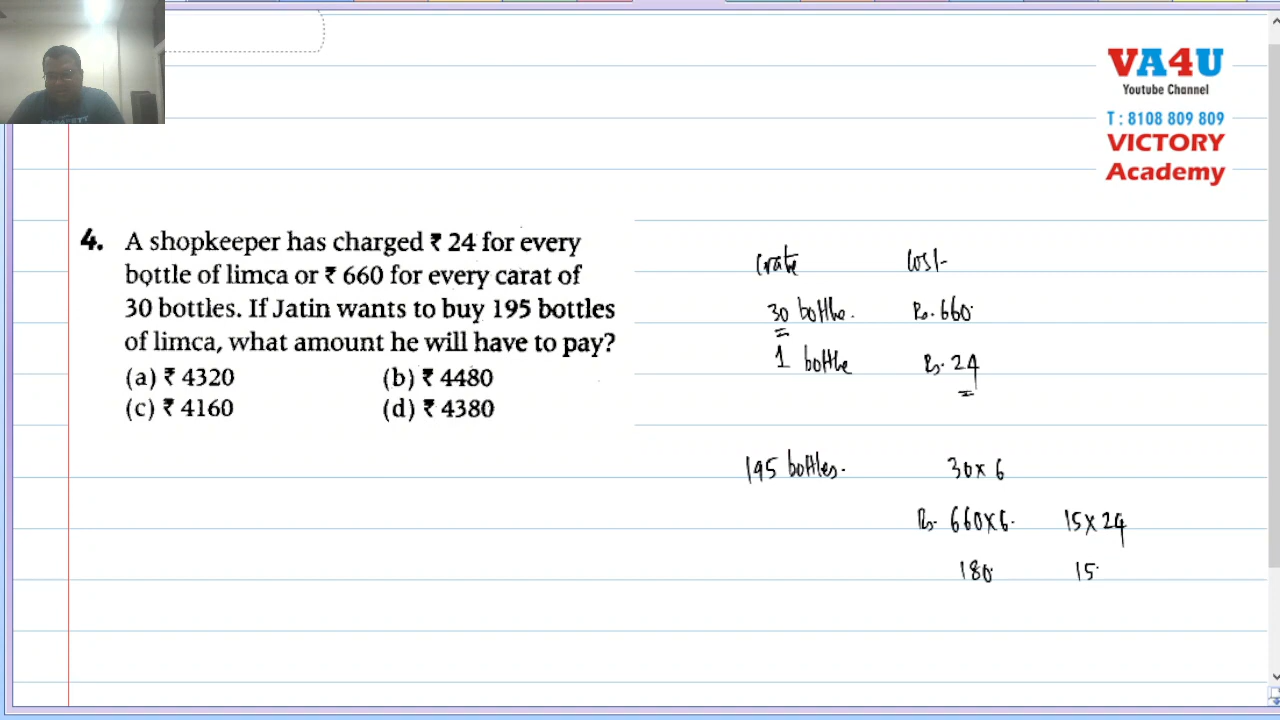 VA4U
Youtube Channel
T : 8108 809 809
VICTORY
Academy
4. A shopkeeper has charged ₹ 24 for every
bottle of limca or ₹ 660 for every carat of
30 bottles. If Jatin wants to buy 195 bottles
of limca, what amount he will have to pay?
(a) ₹ 4320 (b) ₹ 4480
(c) ₹ 4160 (d) ₹ 4380
Crate Cost
30 bottle. Rs. 660.
1 bottle Rs. 24
195 bottles. 30 x 6
Rs. 660 x 6. 15 x 24
180 15